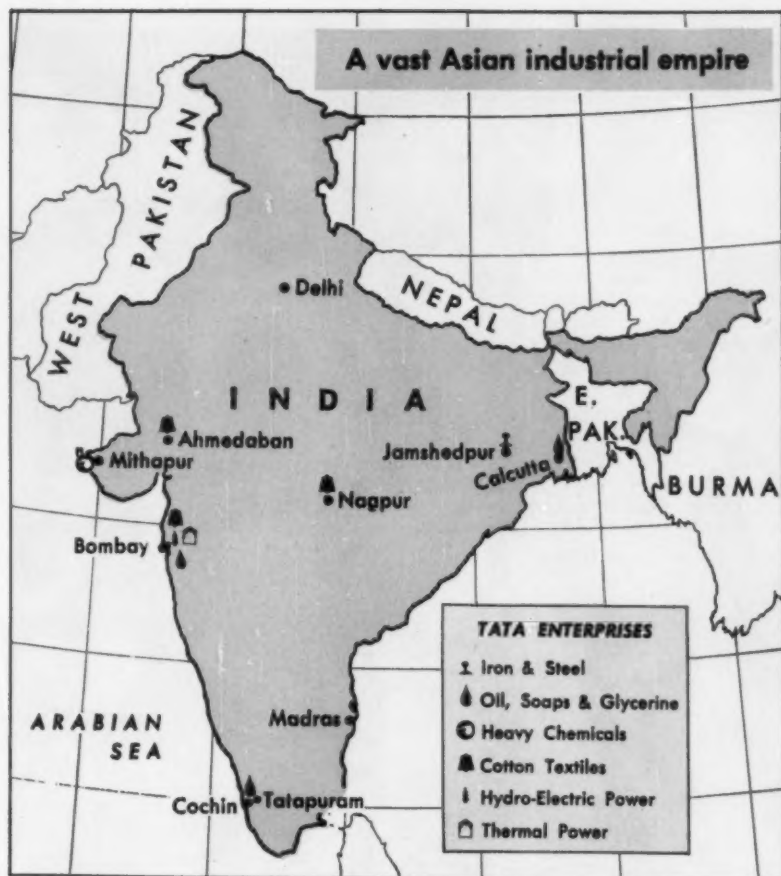 A vast Asian industrial empire
WEST PAKISTAN
Delhi
NEPAL
INDIA
E. PAK.
Ahmedaban
Mithapur
Jamshedpur
Calcutta
Nagpur
BURMA
Bombay
TATA ENTERPRISES
Iron & Steel
Oil, Soaps & Glycerine
Heavy Chemicals
Cotton Textiles
Hydro-Electric Power
Thermal Power
ARABIAN
SEA
Madras
Cochin
Tatapuram